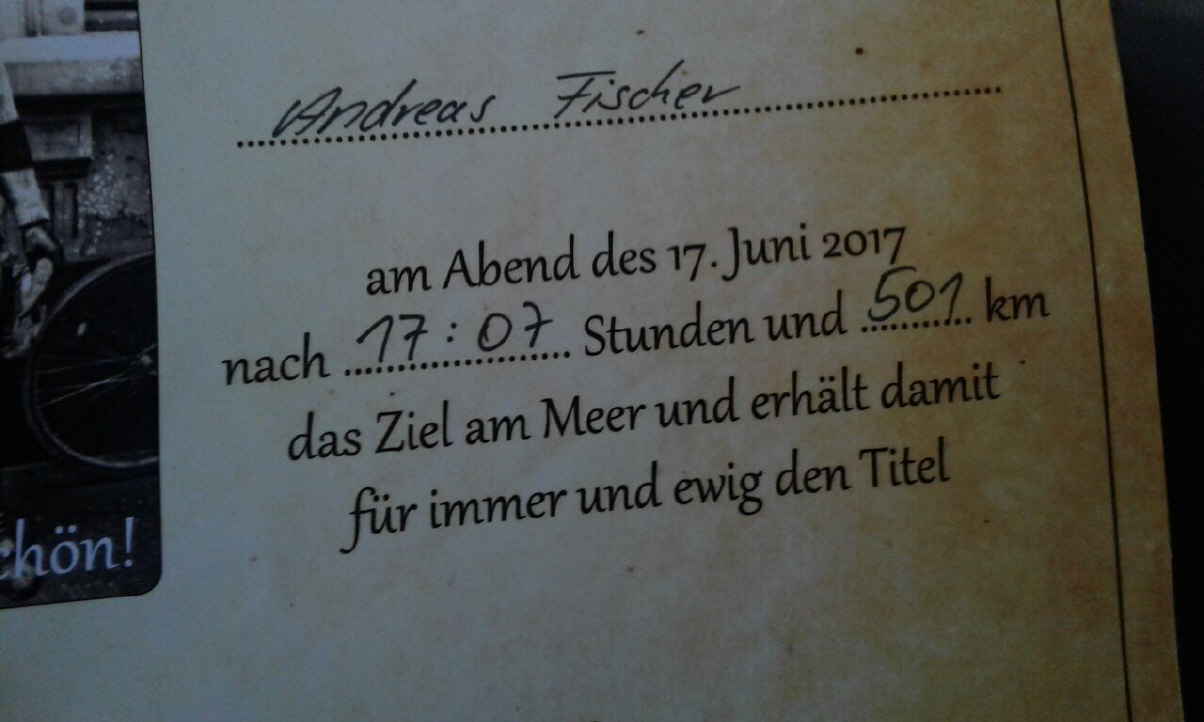 Andreas Fischer
am Abend des 17. Juni 2017
nach 17:07 Stunden und 501 km
das Ziel am Meer und erhält damit
für immer und ewig den Titel
chön!